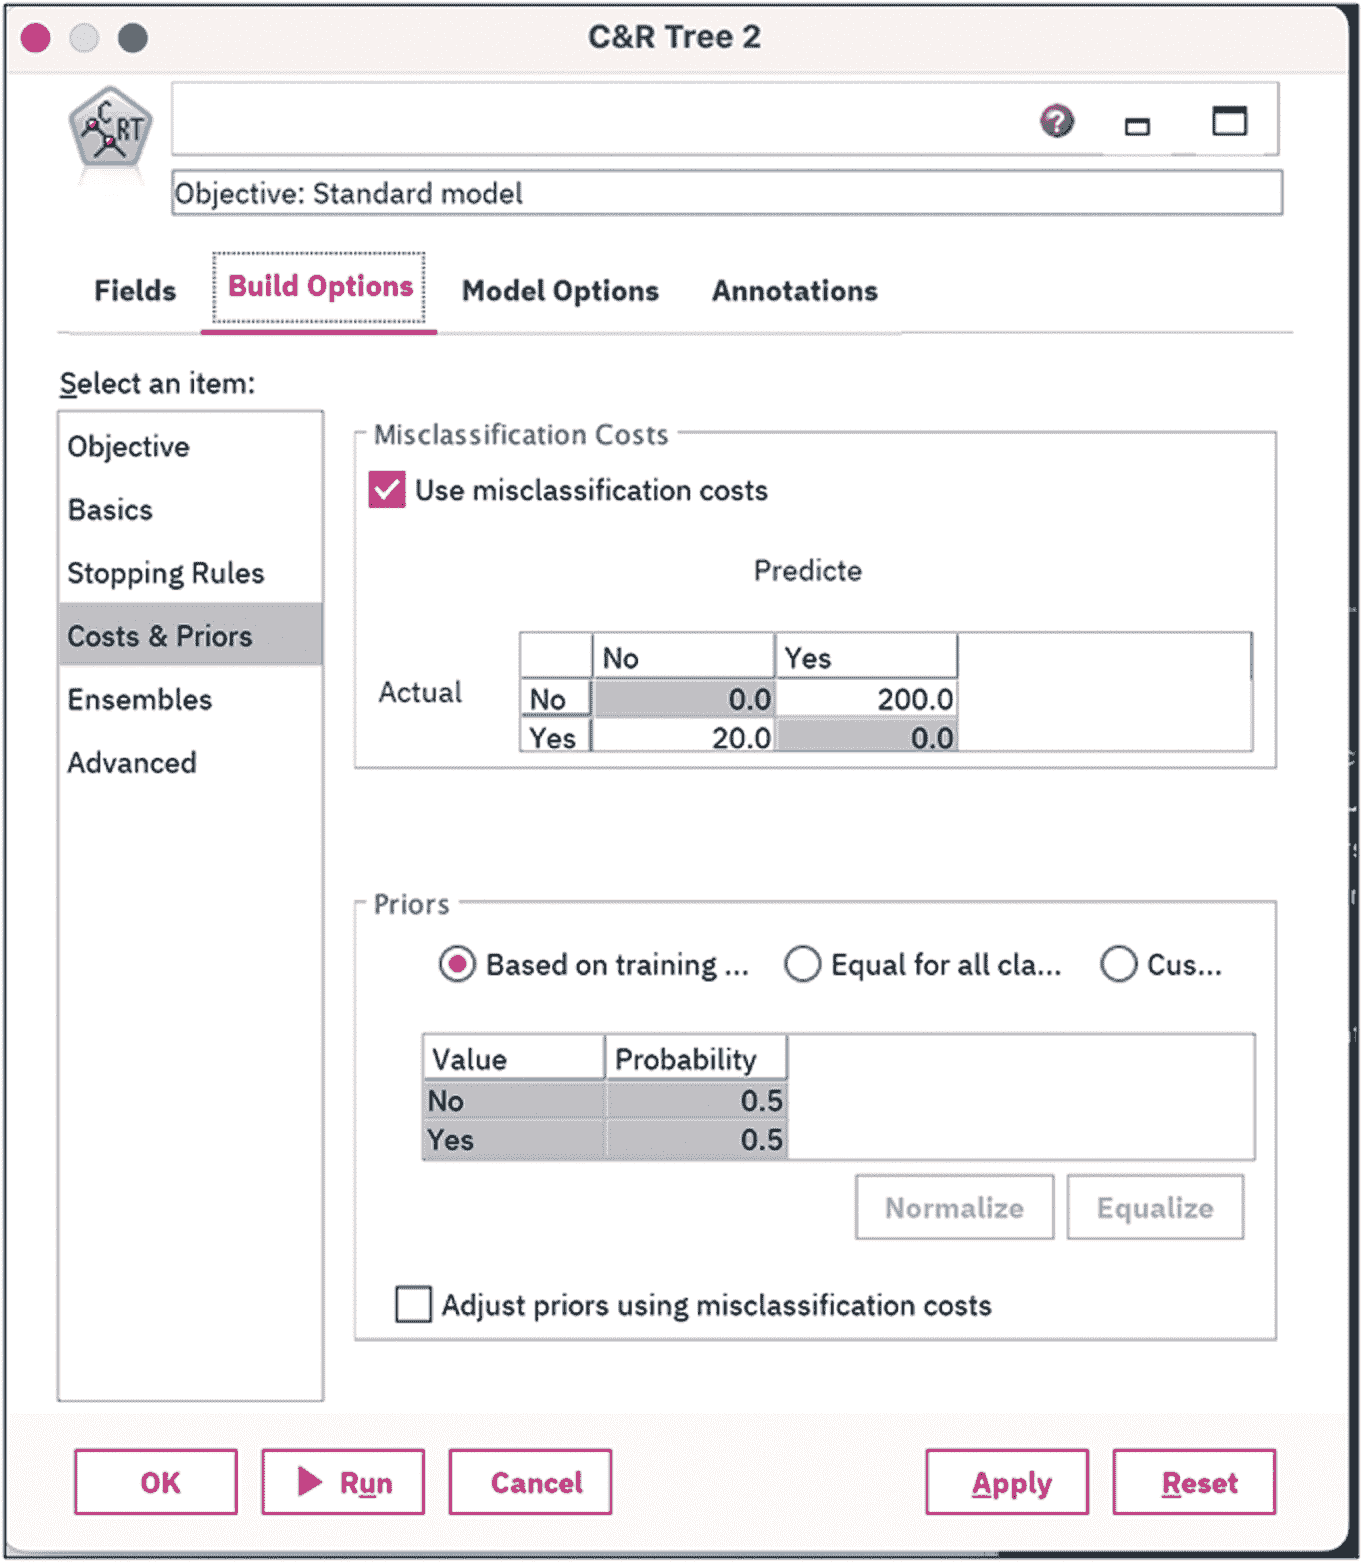 C&R Tree 2
C RT
?
Objective: Standard model
Fields Build Options Model Options Annotations
Select an item:
Objective
Basics
Stopping Rules
Costs & Priors
Ensembles
Advanced
Misclassification Costs
Use misclassification costs
Predicte
Actual
No Yes
No 0.0 200.0
Yes 20.0 0.0
Priors
Based on training ... Equal for all cla... Cus...
Value Probability
No 0.5
Yes 0.5
Normalize Equalize
Adjust priors using misclassification costs
OK Run Cancel Apply Reset